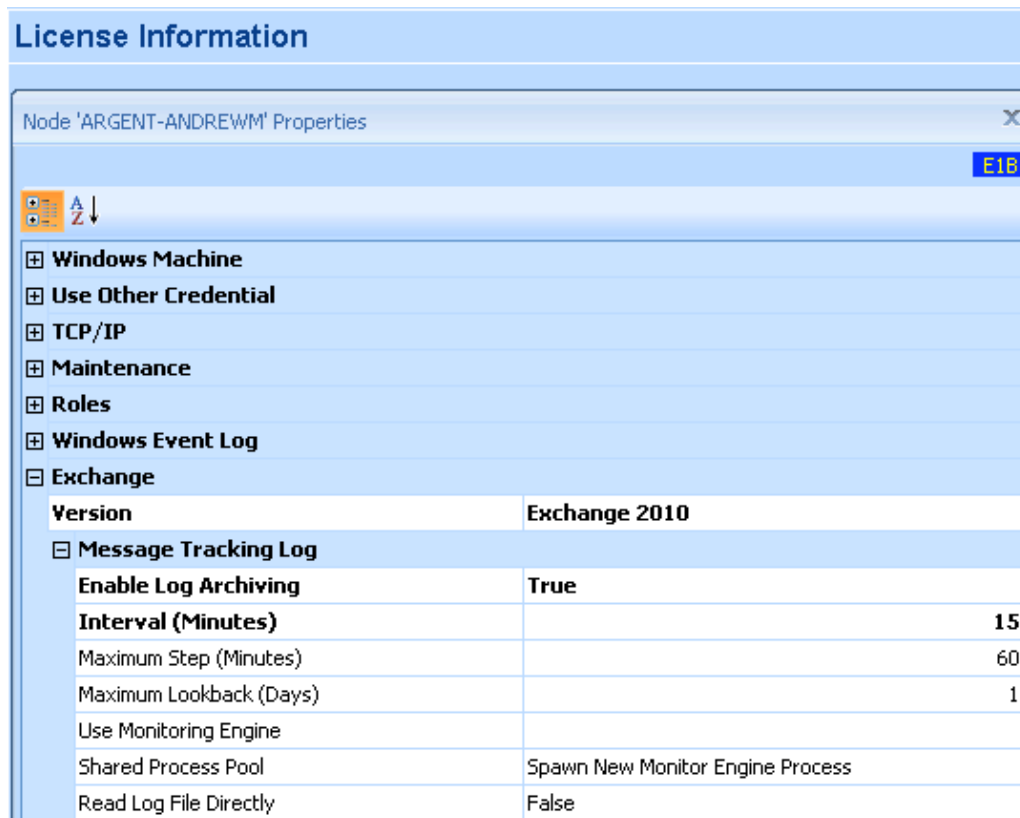 License Information
Node 'ARGENT-ANDREWM' Properties X
E1B
A Z
Windows Machine
Use Other Credential
TCP/IP
Maintenance
Roles
Windows Event Log
Exchange
Version Exchange 2010
Message Tracking Log
Enable Log Archiving True
Interval (Minutes) 15
Maximum Step (Minutes) 60
Maximum Lookback (Days) 1
Use Monitoring Engine
Shared Process Pool Spawn New Monitor Engine Process
Read Log File Directly False